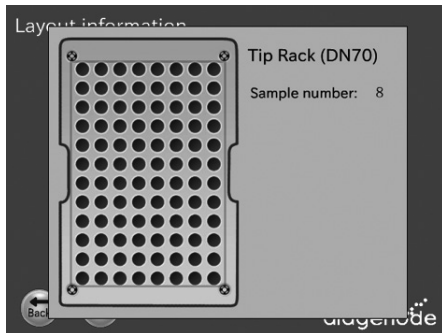 Layout information
Tip Rack (DN70)
Sample number: 8
Back
diagenode